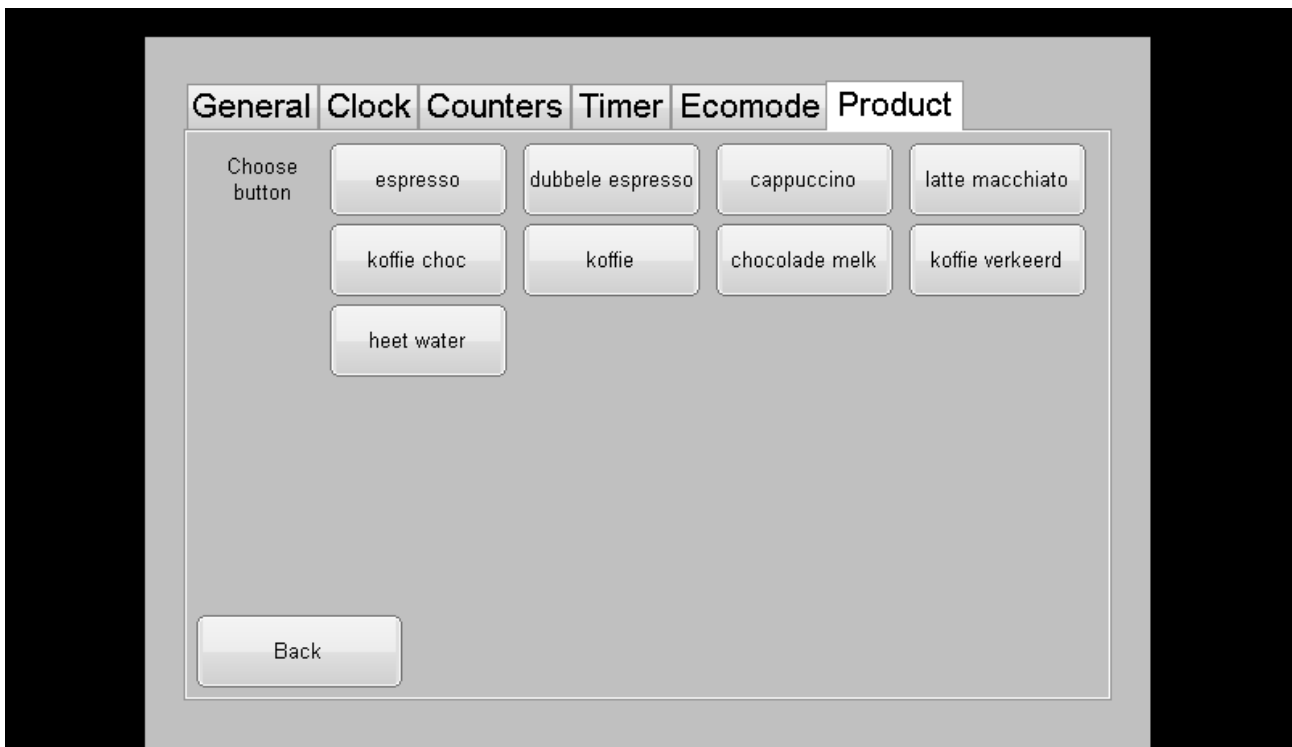 General Clock Counters Timer Ecomode Product
Choose
button
espresso dubbele espresso cappuccino latte macchiato
koffie choc koffie chocolade melk koffie verkeerd
heet water
Back